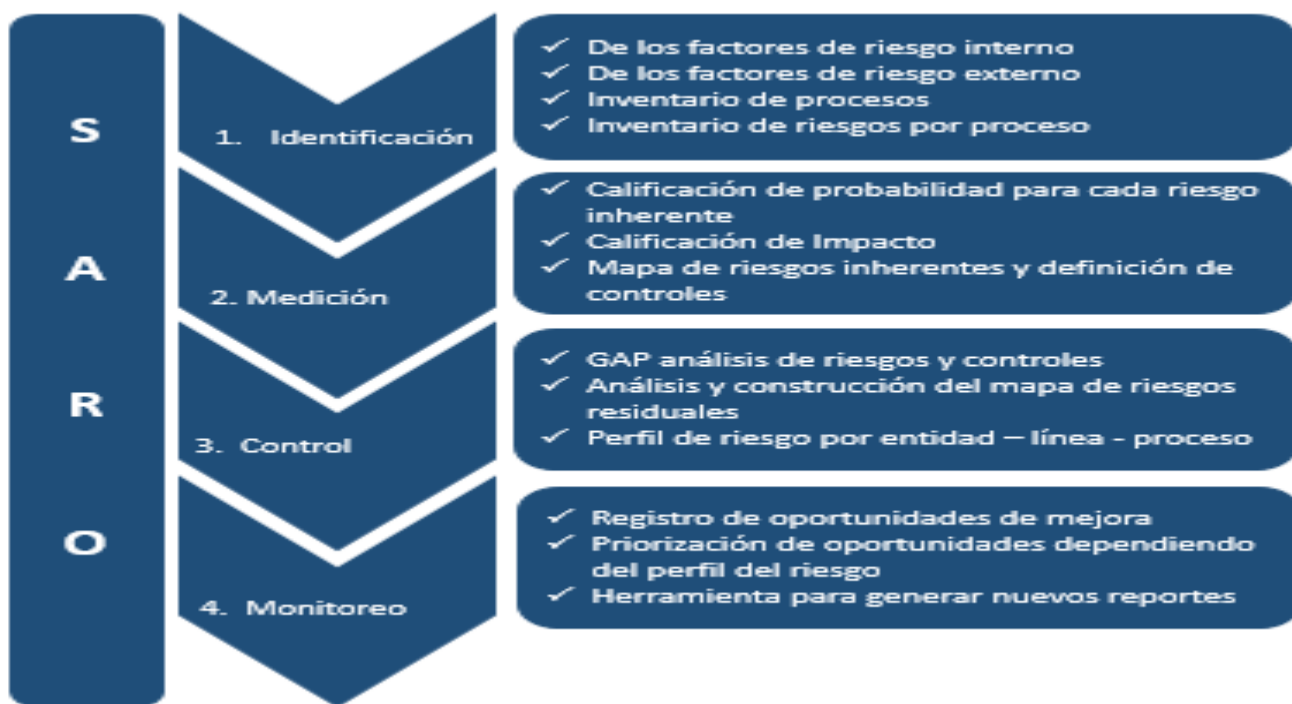 S
A
R
O
1. Identificación
✓ De los factores de riesgo interno
✓ De los factores de riesgo externo
✓ Inventario de procesos
✓ Inventario de riesgos por proceso
2. Medición
✓ Calificación de probabilidad para cada riesgo
inherente
✓ Calificación de Impacto
✓ Mapa de riesgos inherentes y definición de
controles
3. Control
✓ GAP análisis de riesgos y controles
✓ Análisis y construcción del mapa de riesgos
residuales
✓ Perfil de riesgo por entidad – línea - proceso
4. Monitoreo
✓ Registro de oportunidades de mejora
✓ Priorización de oportunidades dependiendo
del perfil del riesgo
✓ Herramienta para generar nuevos reportes